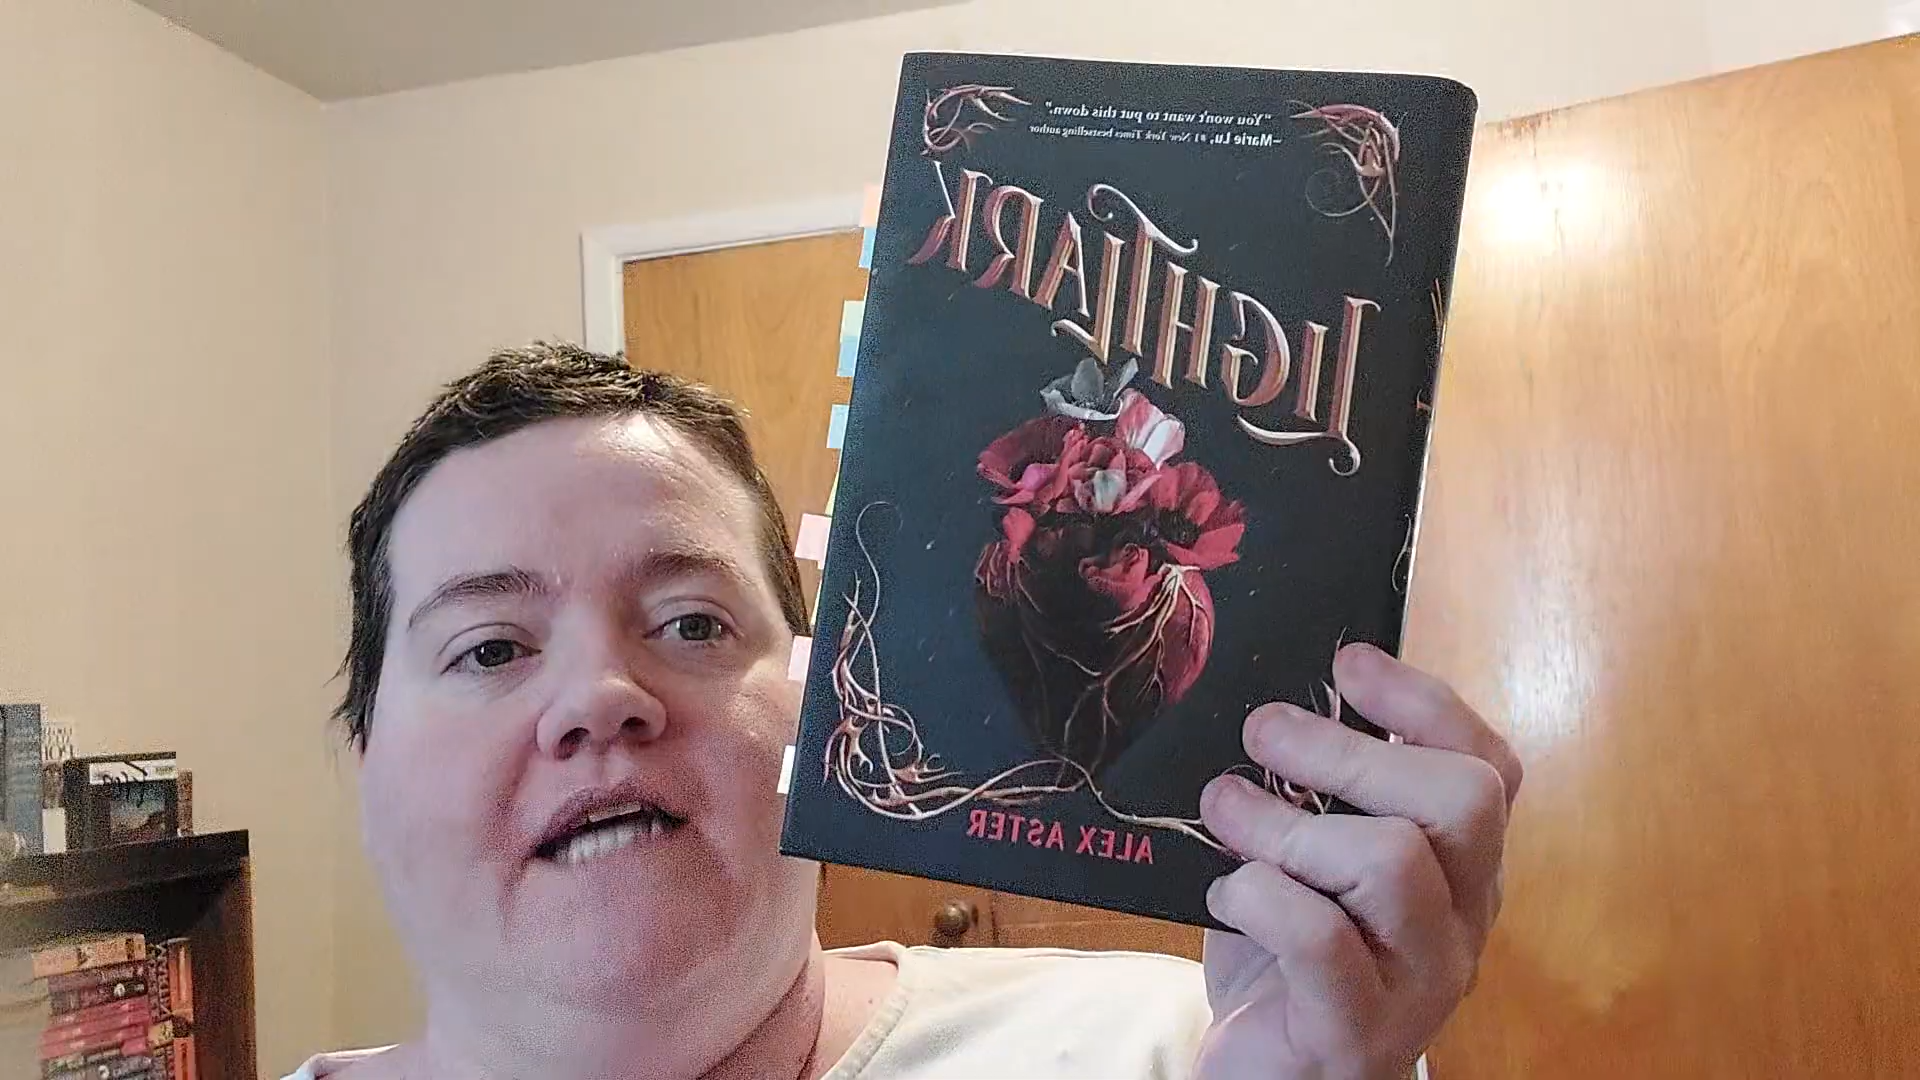 "You won't want to put this down."
—Marie Lu, #1 New York Times bestselling author
LIGHTLARK
ALEX ASTER